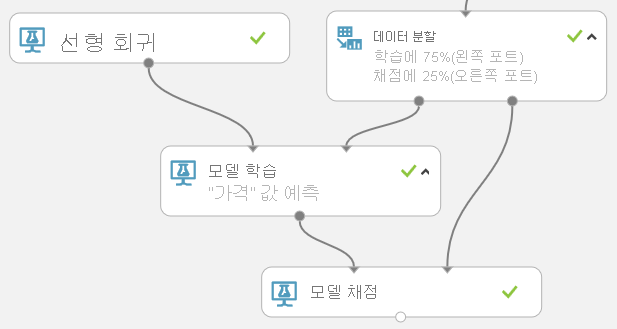 선형 회귀
데이터 분할
학습에 75%(왼쪽 포트)
채점에 25%(오른쪽 포트)
모델 학습
"가격" 값 예측
모델 채점